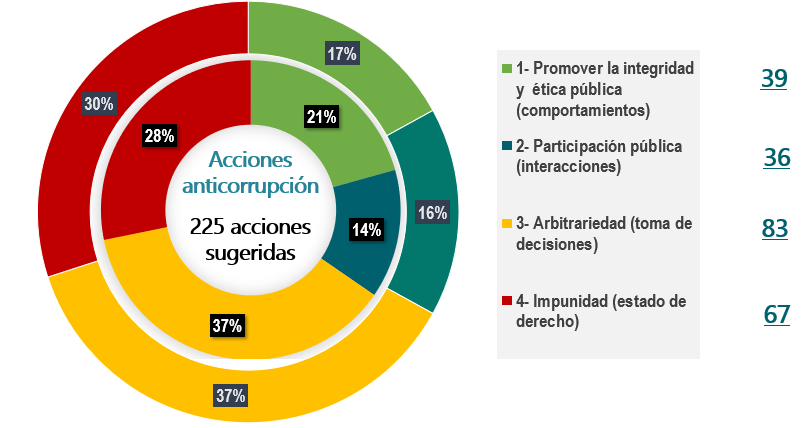 17%
30%
21%
28%
Acciones
anticorrupción
225 acciones
sugeridas
16%
14%
37%
37%
1- Promover la integridad
y ética pública
(comportamientos)
39
2- Participación pública
(interacciones)
36
3- Arbitrariedad (toma de
decisiones)
83
4- Impunidad (estado de
derecho)
67